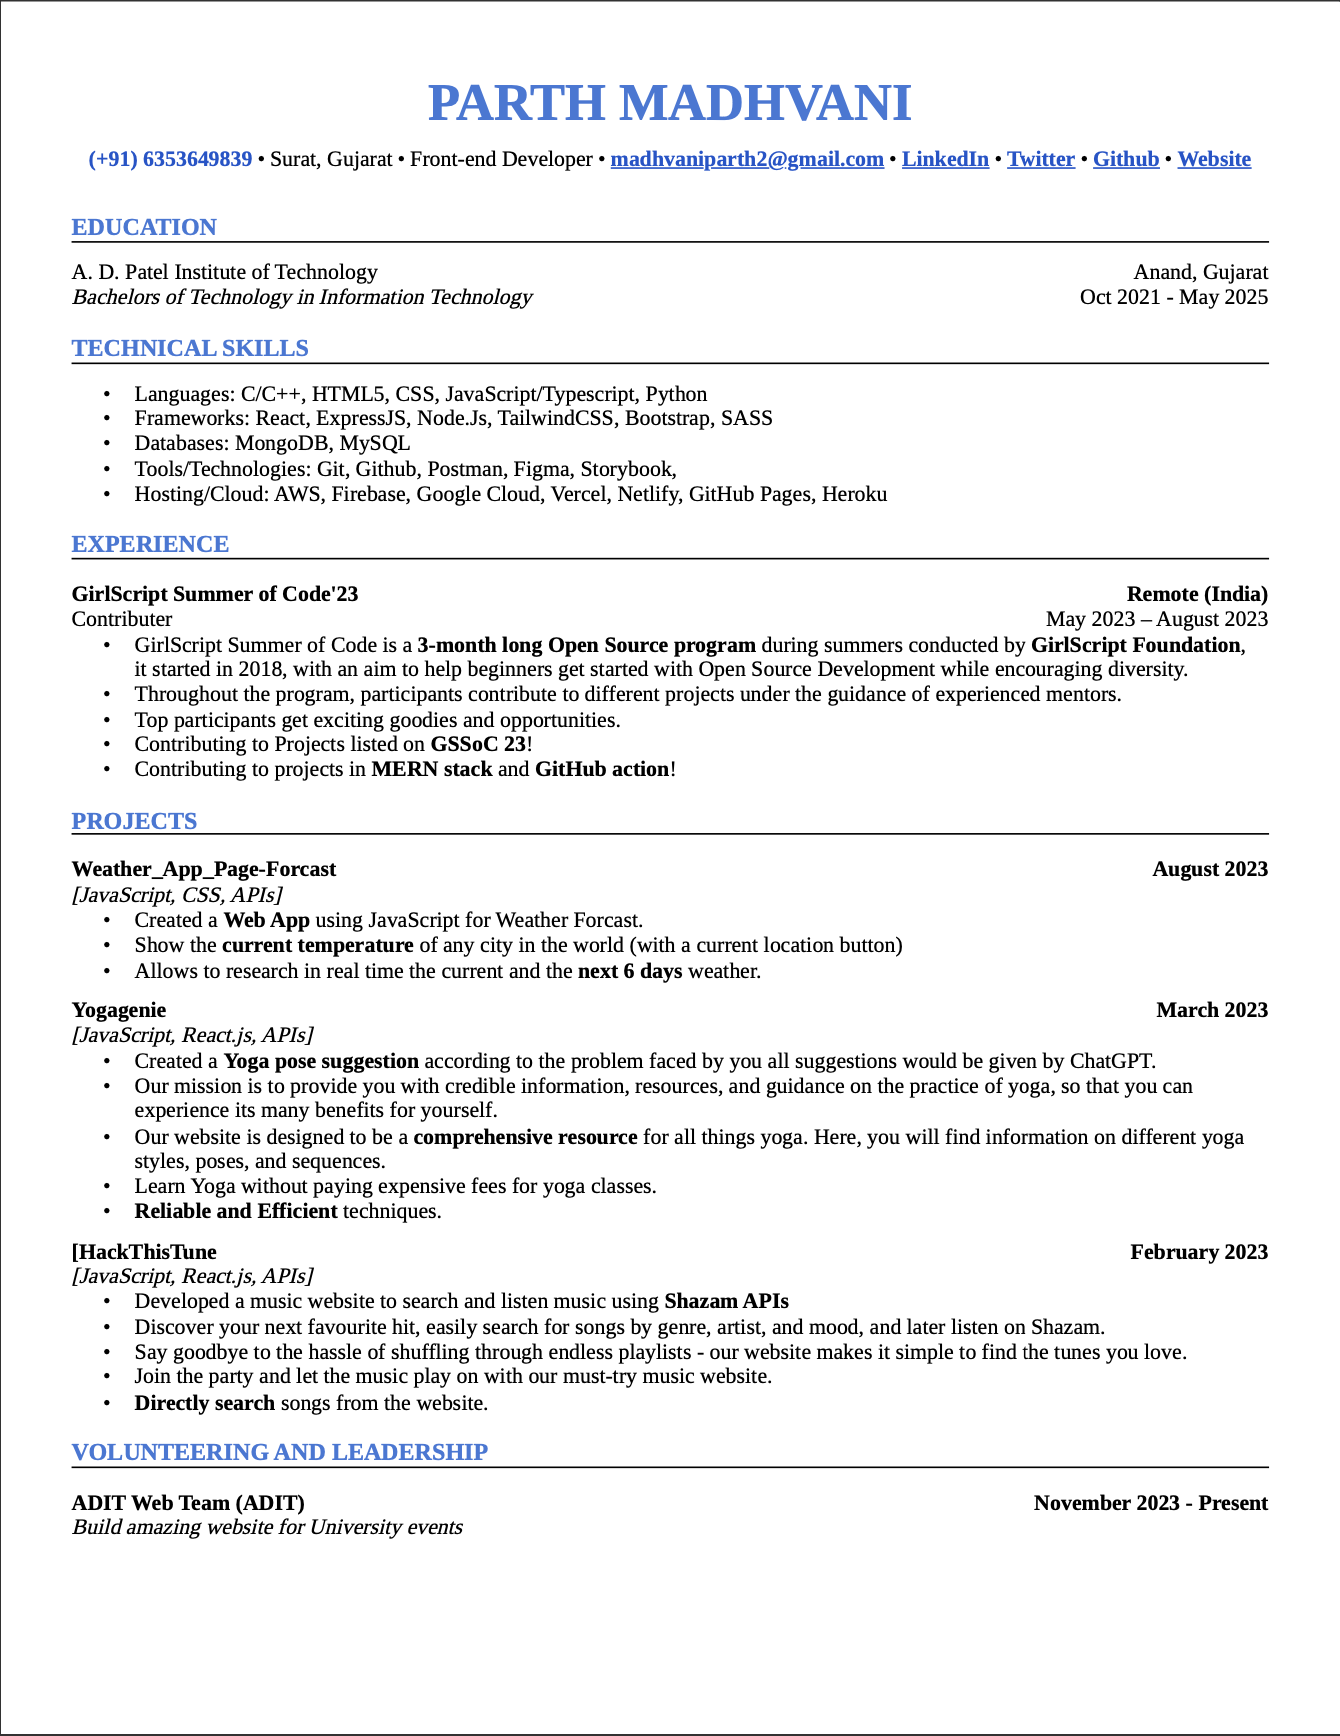 PARTH MADHVANI
(+91) 6353649839 • Surat, Gujarat • Front-end Developer • madhvaniparth2@gmail.com • LinkedIn • Twitter • Github • Website
EDUCATION
A. D. Patel Institute of Technology Anand, Gujarat
Bachelors of Technology in Information Technology Oct 2021 - May 2025
TECHNICAL SKILLS
• Languages: C/C++, HTML5, CSS, JavaScript/Typescript, Python
• Frameworks: React, ExpressJS, Node.Js, TailwindCSS, Bootstrap, SASS
• Databases: MongoDB, MySQL
• Tools/Technologies: Git, Github, Postman, Figma, Storybook,
• Hosting/Cloud: AWS, Firebase, Google Cloud, Vercel, Netlify, GitHub Pages, Heroku
EXPERIENCE
GirlScript Summer of Code'23 Remote (India)
Contributer May 2023 – August 2023
• GirlScript Summer of Code is a 3-month long Open Source program during summers conducted by GirlScript Foundation,
it started in 2018, with an aim to help beginners get started with Open Source Development while encouraging diversity.
• Throughout the program, participants contribute to different projects under the guidance of experienced mentors.
• Top participants get exciting goodies and opportunities.
• Contributing to Projects listed on GSSoC 23!
• Contributing to projects in MERN stack and GitHub action!
PROJECTS
Weather_App_Page-Forcast August 2023
[JavaScript, CSS, APIs]
• Created a Web App using JavaScript for Weather Forcast.
• Show the current temperature of any city in the world (with a current location button)
• Allows to research in real time the current and the next 6 days weather.
Yogagenie March 2023
[JavaScript, React.js, APIs]
• Created a Yoga pose suggestion according to the problem faced by you all suggestions would be given by ChatGPT.
• Our mission is to provide you with credible information, resources, and guidance on the practice of yoga, so that you can
experience its many benefits for yourself.
• Our website is designed to be a comprehensive resource for all things yoga. Here, you will find information on different yoga
styles, poses, and sequences.
• Learn Yoga without paying expensive fees for yoga classes.
• Reliable and Efficient techniques.
[HackThisTune February 2023
[JavaScript, React.js, APIs]
• Developed a music website to search and listen music using Shazam APIs
• Discover your next favourite hit, easily search for songs by genre, artist, and mood, and later listen on Shazam.
• Say goodbye to the hassle of shuffling through endless playlists - our website makes it simple to find the tunes you love.
• Join the party and let the music play on with our must-try music website.
• Directly search songs from the website.
VOLUNTEERING AND LEADERSHIP
ADIT Web Team (ADIT) November 2023 - Present
Build amazing website for University events